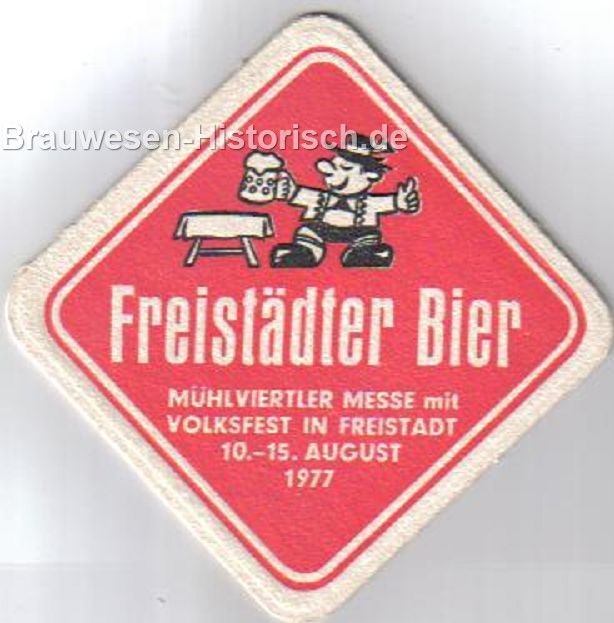 Brauwesen-Historisch.de
Freistädter Bier
MÜHLVIERTLER MESSE mit
VOLKSFEST IN FREISTADT
10.-15. AUGUST
1977